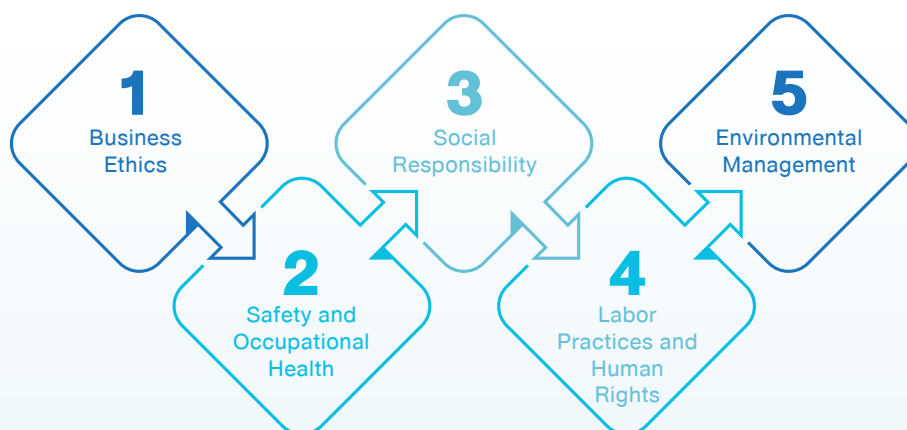 1
Business
Ethics
2
Safety and
Occupational
Health
3
Social
Responsibility
4
Labor
Practices and
Human
Rights
5
Environmental
Management